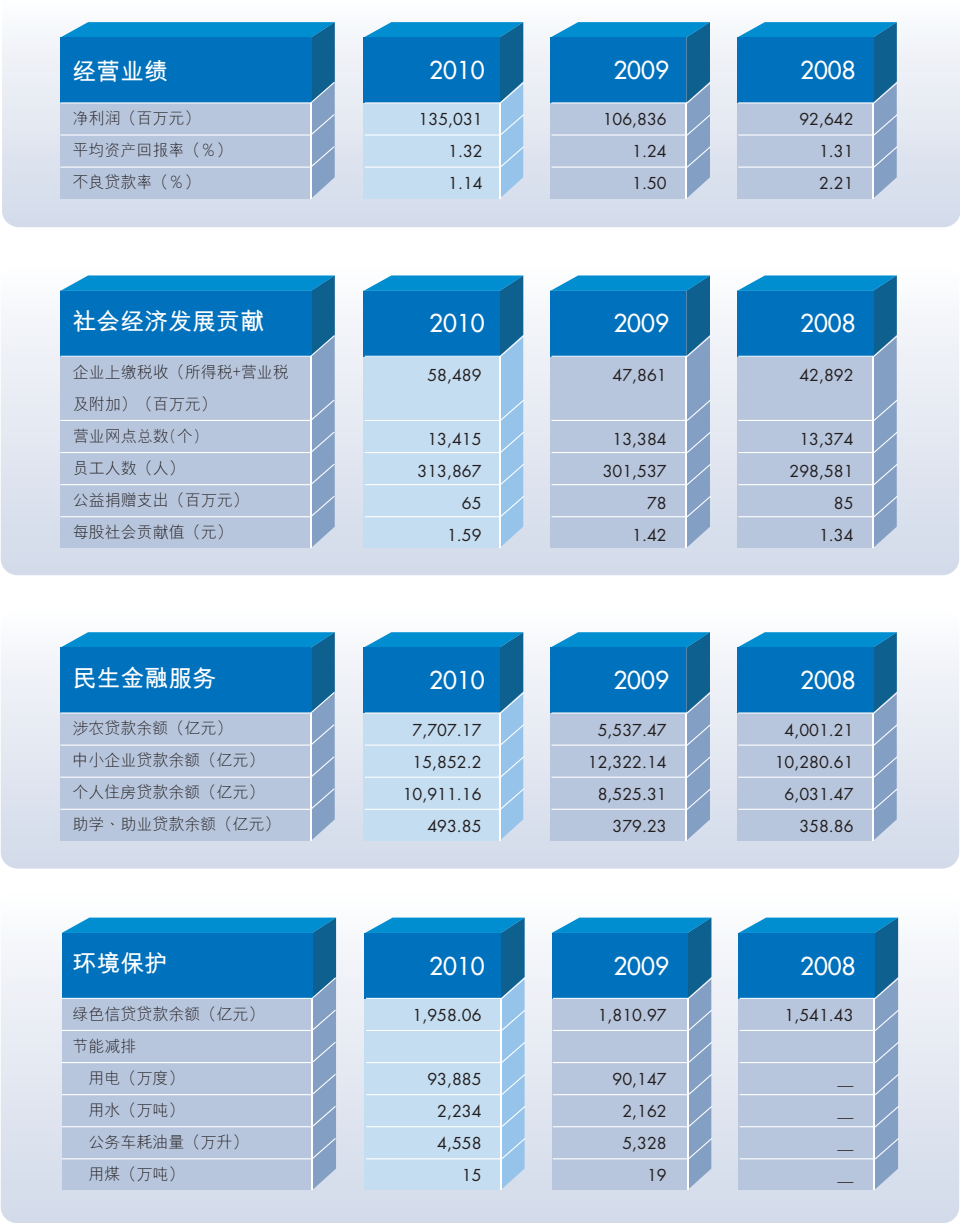 经营业绩 2010 2009 2008
净利润（百万元） 135,031 106,836 92,642
平均资产回报率（%） 1.32 1.24 1.31
不良贷款率（%） 1.14 1.50 2.21
社会经济发展贡献 2010 2009 2008
企业上缴税收（所得税+营业税 58,489 47,861 42,892
及附加）（百万元）
营业网点总数(个) 13,415 13,384 13,374
员工人数（人） 313,867 301,537 298,581
公益捐赠支出（百万元） 65 78 85
每股社会贡献值（元） 1.59 1.42 1.34
民生金融服务 2010 2009 2008
涉农贷款余额（亿元） 7,707.17 5,537.47 4,001.21
中小企业贷款余额（亿元） 15,852.2 12,322.14 10,280.61
个人住房贷款余额（亿元） 10,911.16 8,525.31 6,031.47
助学、助业贷款余额（亿元） 493.85 379.23 358.86
环境保护 2010 2009 2008
绿色信贷贷款余额（亿元） 1,958.06 1,810.97 1,541.43
节能减排
用电（万度） 93,885 90,147 —
用水（万吨） 2,234 2,162 —
公务车耗油量（万升） 4,558 5,328 —
用煤（万吨） 15 19 —